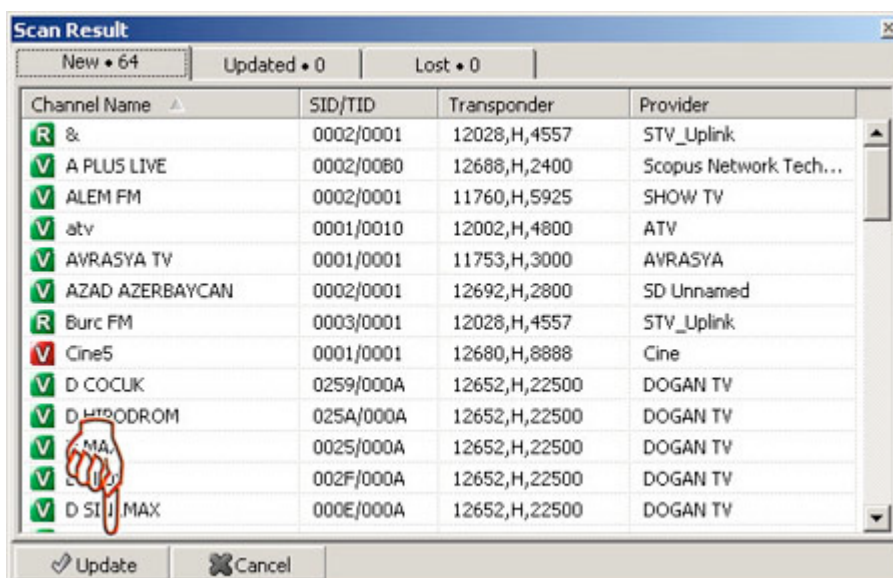 Scan Result
New • 64 Updated • 0 Lost • 0
Channel Name SID/TID Transponder Provider
R & 0002/0001 12028,H,4557 STV_Uplink
V A PLUS LIVE 0002/00B0 12688,H,2400 Scopus Network Tech...
V ALEM FM 0002/0001 11760,H,5925 SHOW TV
V atv 0001/0010 12002,H,4800 ATV
V AVRASYA TV 0001/0001 11753,H,3000 AVRASYA
V AZAD AZERBAYCAN 0002/0001 12692,H,2800 SD Unnamed
R Burc FM 0003/0001 12028,H,4557 STV_Uplink
V Cine5 0001/0001 12680,H,8888 Cine
V D COCUK 0259/000A 12652,H,22500 DOGAN TV
V D HIPODROM 025A/000A 12652,H,22500 DOGAN TV
V 0025/000A 12652,H,22500 DOGAN TV
V 002F/000A 12652,H,22500 DOGAN TV
V D 000E/000A 12652,H,22500 DOGAN TV
Update Cancel